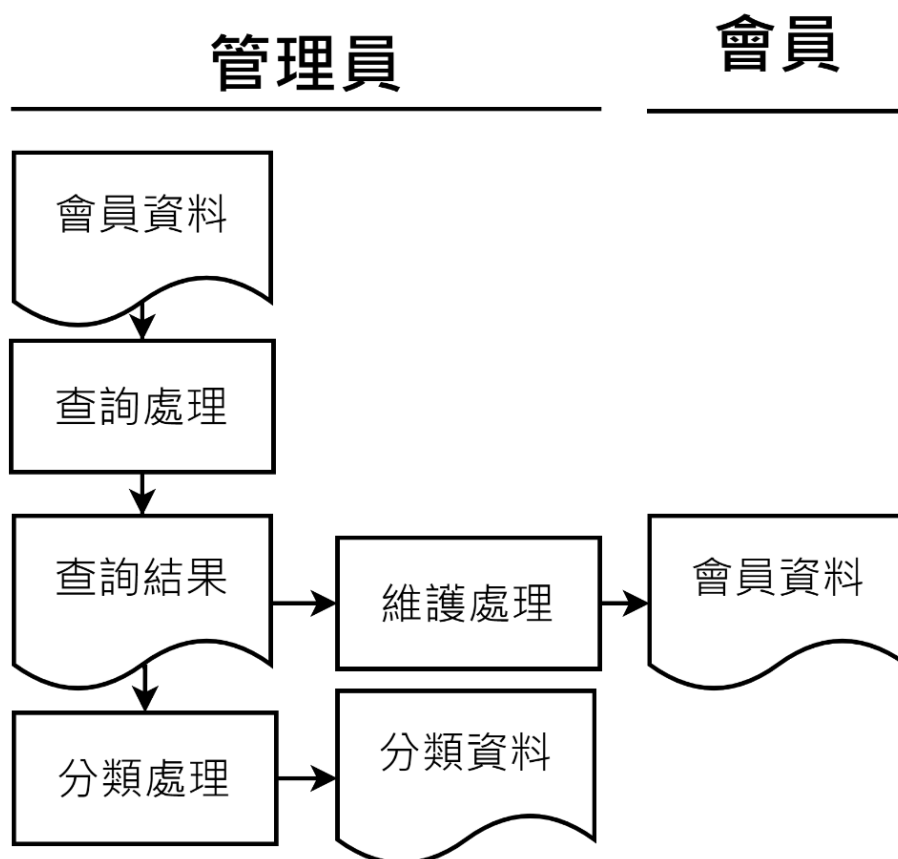 管理員
會員
會員資料
查詢處理
查詢結果
維護處理
會員資料
分類處理
分類資料